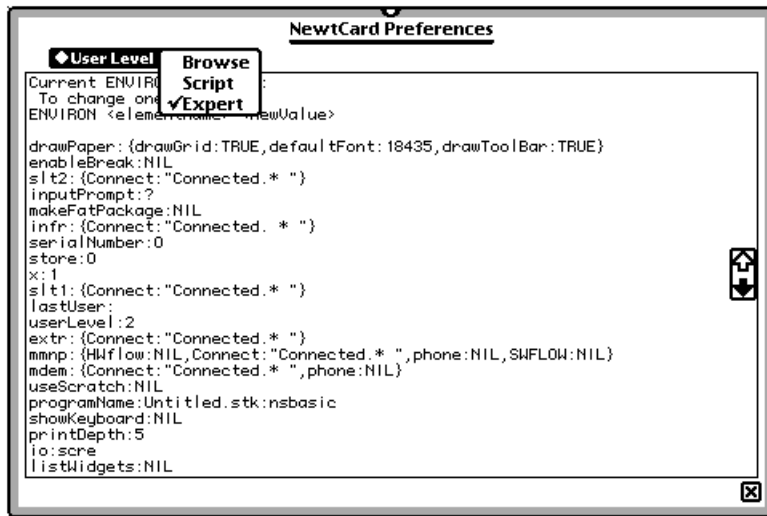 NewtCard Preferences
◆User Level
Browse
Script
✓Expert
Current ENVIR :
To change one
ENVIRON <elem ewValue>
drawPaper: {drawGrid:TRUE,defaultFont:18435,drawToolBar:TRUE}
enableBreak:NIL
slt2: {Connect:"Connected.* "}
inputPrompt:?
makeFatPackage:NIL
infr: {Connect:"Connected. * "}
serialNumber:0
store:0
x:1
slt1: {Connect:"Connected.* "}
lastUser:
userLevel:2
extr: {Connect:"Connected.* "}
mmnp: {HWflow:NIL,Connect:"Connected.* ",phone:NIL,SWFLOW:NIL}
mdem: {Connect:"Connected.* ",phone:NIL}
useScratch:NIL
programName:Untitled.stk:nsbasic
showKeyboard:NIL
printDepth:5
io:scre
listWidgets:NIL